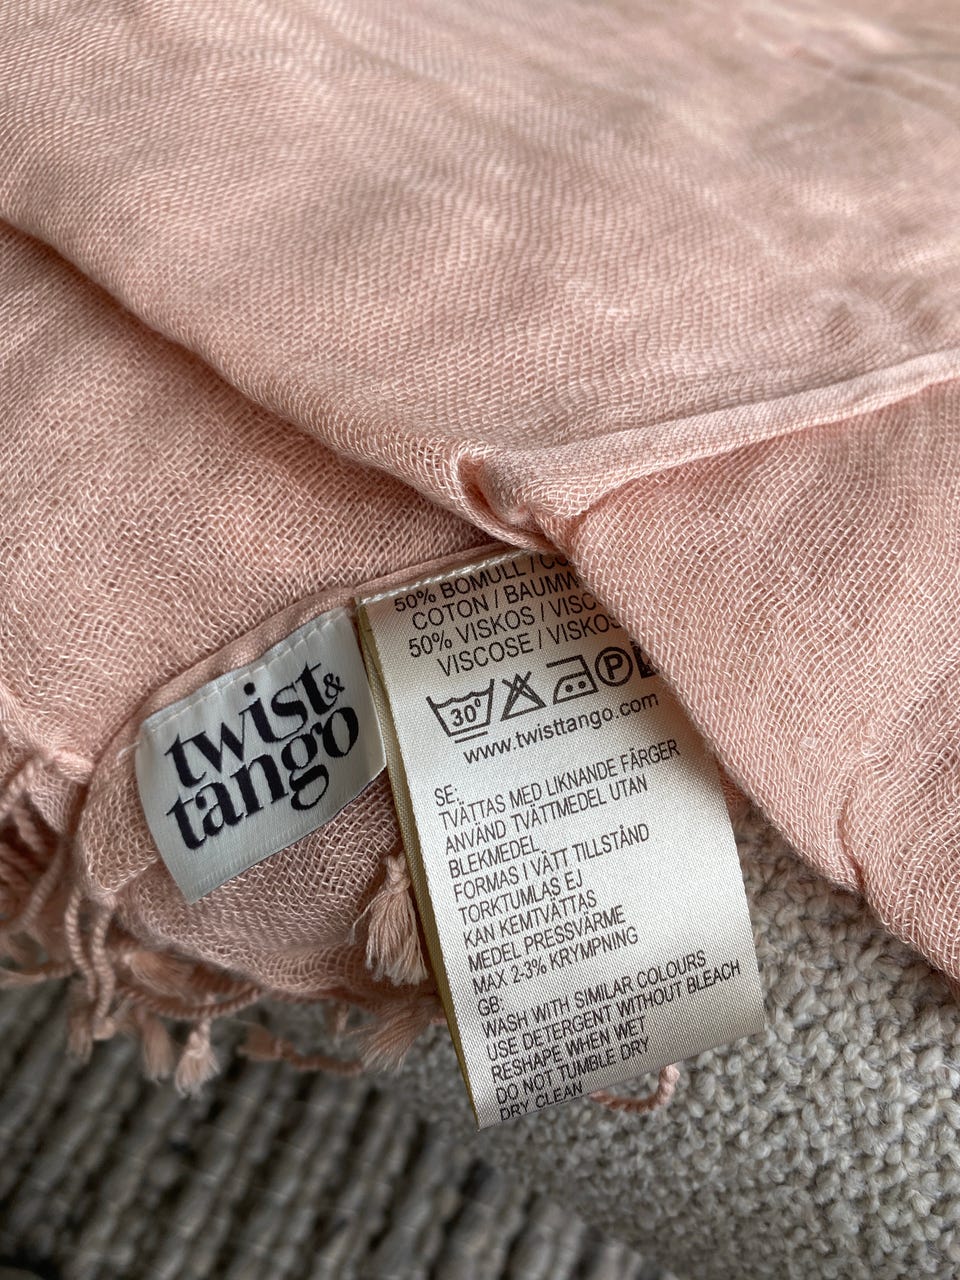 twist&
tango
50% BOMULL / CO
COTON / BAUMW
50% VISKOS / VISC
VISCOSE / VISKOS
30° P
www.twisttango.com
SE:
TVÄTTAS MED LIKNANDE FÄRGER
ANVÄND TVÄTTMEDEL UTAN
BLEKMEDEL
FORMAS I VÅTT TILLSTÅND
TORKTUMLAS EJ
KAN KEMTVÄTTAS
MEDEL PRESSVÄRME
MAX 2-3% KRYMPNING
GB:
WASH WITH SIMILAR COLOURS
USE DETERGENT WITHOUT BLEACH
RESHAPE WHEN WET
DO NOT TUMBLE DRY
DRY CLEAN